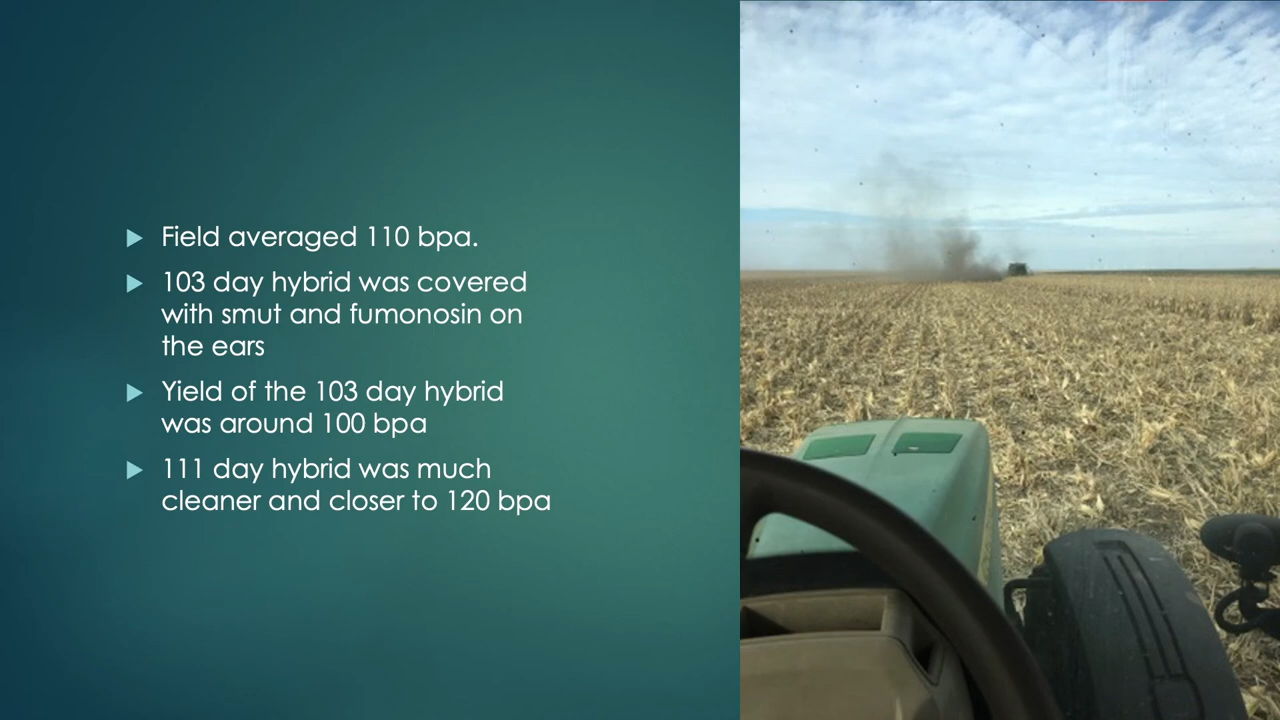 Field averaged 110 bpa.
103 day hybrid was covered
with smut and fumonosin on
the ears
Yield of the 103 day hybrid
was around 100 bpa
111 day hybrid was much
cleaner and closer to 120 bpa